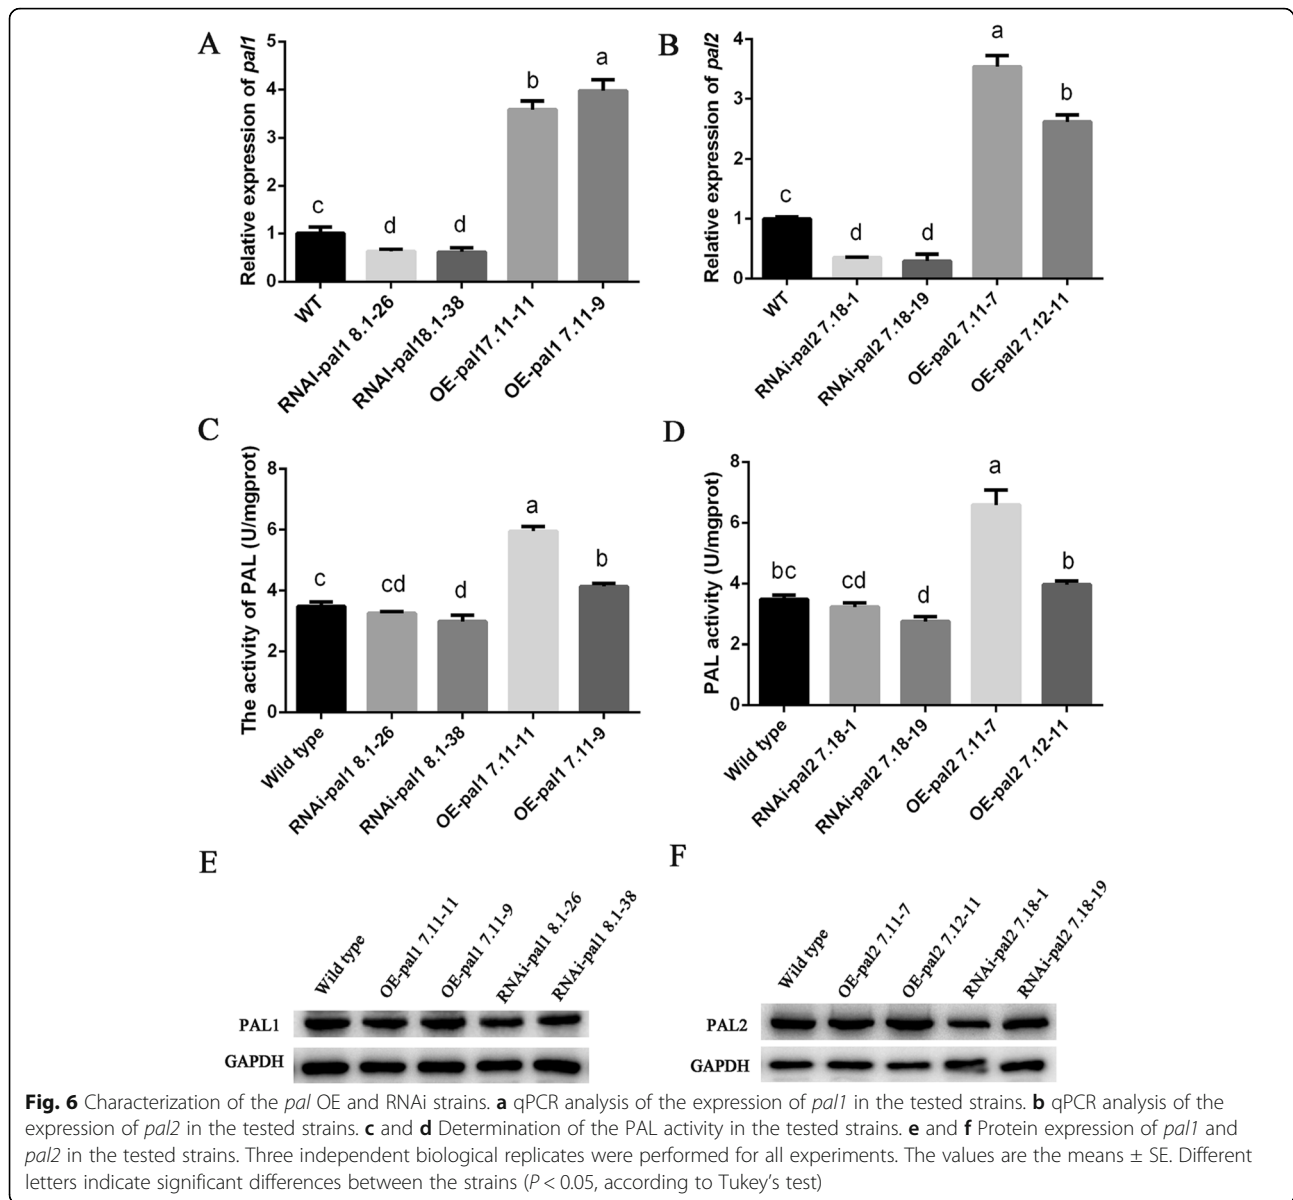 A
Relative expression of pal1
5
4
3
2
1
0
c
d
d
b
a
WT
RNAI-pal1 8.1-26
RNAI-pal18.1-38
OE-pal17.11-11
OE-pal1 7.11-9
B
Relative expression of pal2
4
3
2
1
0
c
d
d
a
b
WT
RNAi-pal2 7.18-1
RNAi-pal2 7.18-19
OE-pal2 7.11-7
OE-pal2 7.12-11
C
The activity of PAL (U/mgprot)
8
6
4
2
0
c
cd
d
a
b
Wild type
RNAi-pal1 8.1-26
RNAi-pal1 8.1-38
OE-pal1 7.11-11
OE-pal1 7.11-9
D
PAL activity (U/mgprot)
8
6
4
2
0
bc
cd
d
a
b
Wild type
RNAi-pal2 7.18-1
RNAi-pal2 7.18-19
OE-pal2 7.11-7
OE-pal2 7.12-11
E
Wild type
OE-pal1 7.11-11
OE-pal1 7.11-9
RNAi-pal1 8.1-26
RNAi-pal1 8.1-38
PAL1
GAPDH
F
Wild type
OE-pal2 7.11-7
OE-pal2 7.12-11
RNAi-pal2 7.18-1
RNAi-pal2 7.18-19
PAL2
GAPDH
Fig. 6 Characterization of the pal OE and RNAi strains. a qPCR analysis of the expression of pal1 in the tested strains. b qPCR analysis of the
expression of pal2 in the tested strains. c and d Determination of the PAL activity in the tested strains. e and f Protein expression of pal1 and
pal2 in the tested strains. Three independent biological replicates were performed for all experiments. The values are the means ± SE. Different
letters indicate significant differences between the strains (P < 0.05, according to Tukey's test)